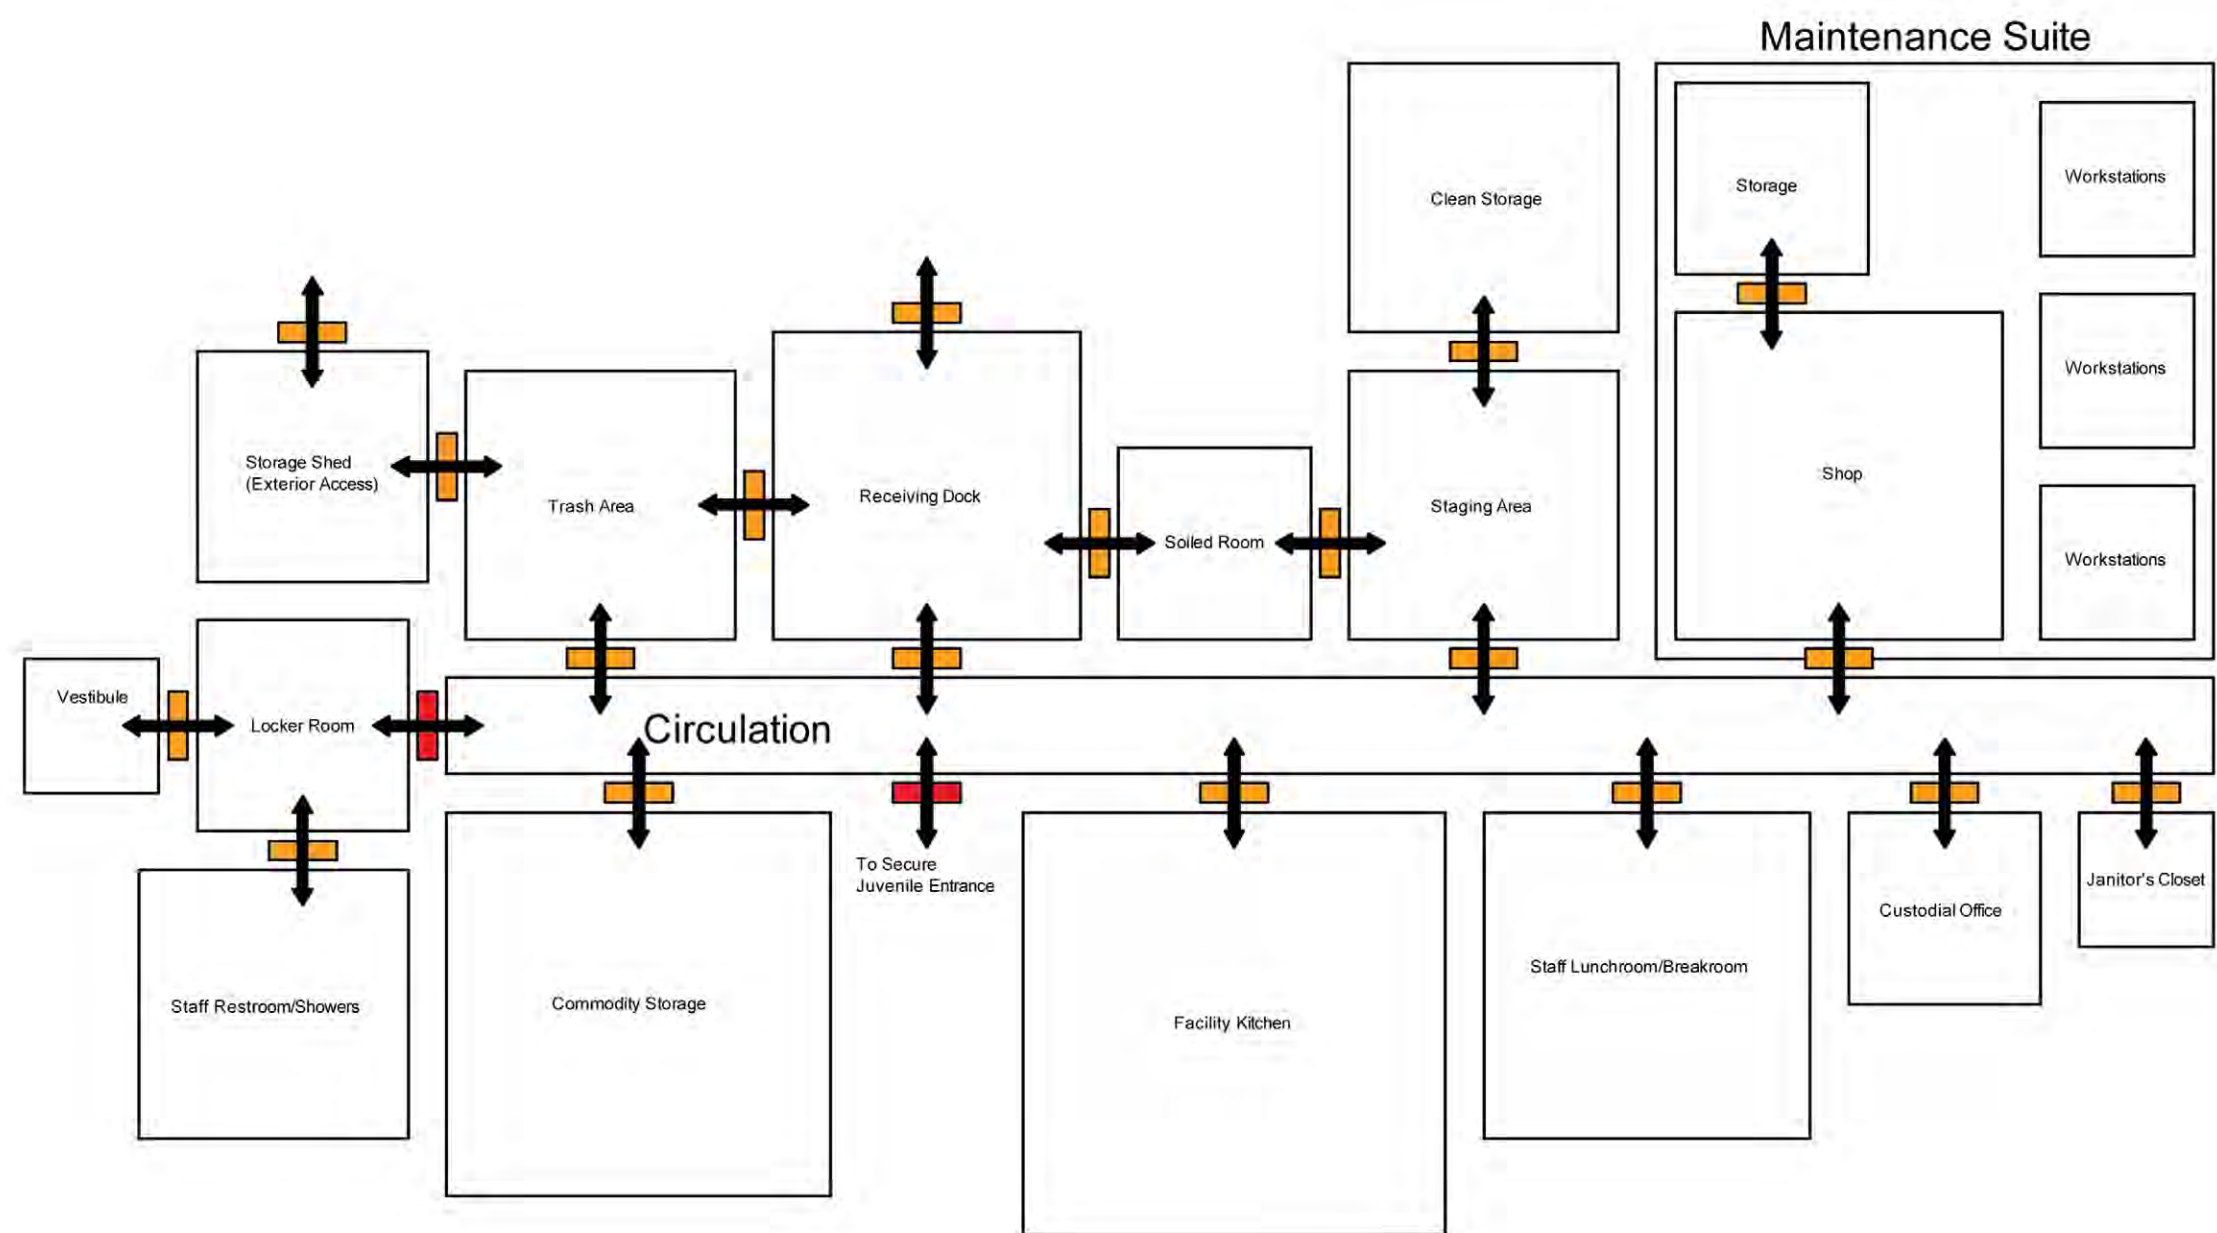 Maintenance Suite
Clean Storage
Storage
Workstations
Workstations
Workstations
Shop
Storage Shed
(Exterior Access)
Trash Area
Receiving Dock
Soiled Room
Staging Area
Vestibule
Locker Room
Circulation
To Secure
Juvenile Entrance
Staff Restroom/Showers
Commodity Storage
Facility Kitchen
Staff Lunchroom/Breakroom
Custodial Office
Janitor's Closet